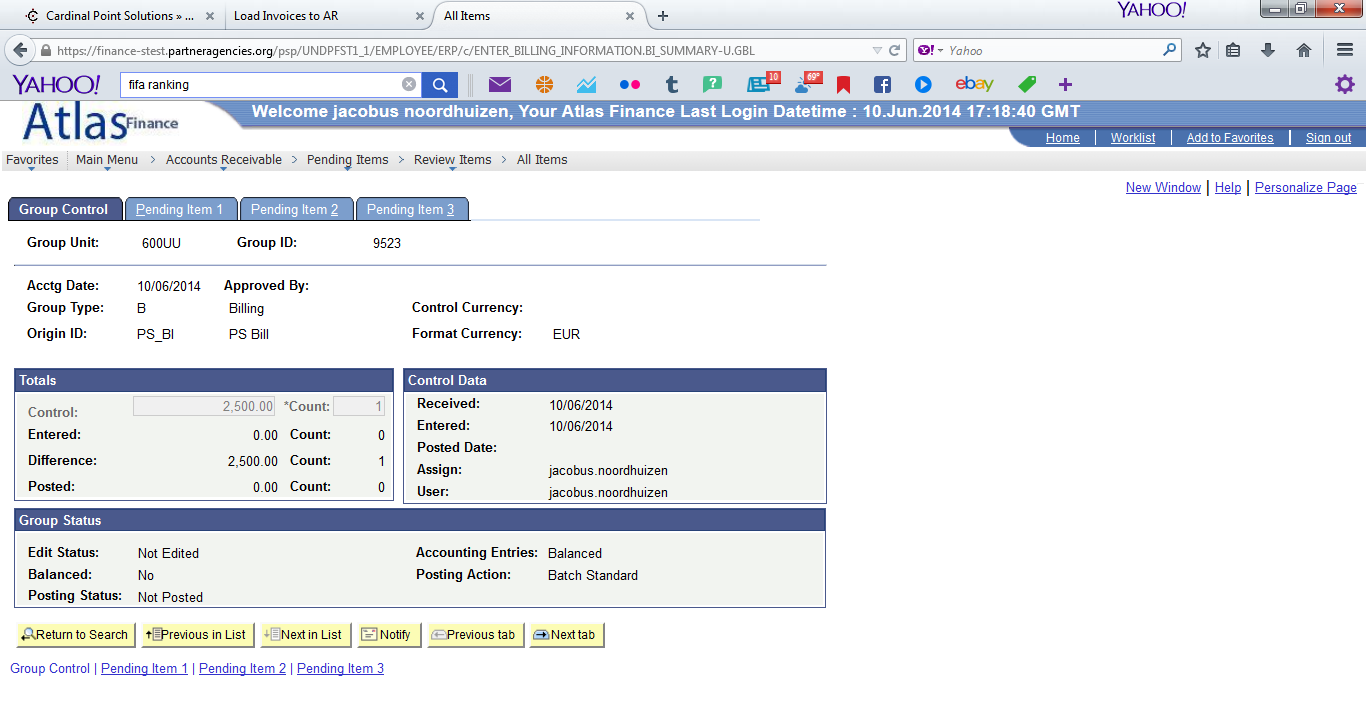 YAHOO!
Cardinal Point Solutions » ... × Load Invoices to AR × All Items ×
https://finance-stest.partneragencies.org/psp/UNDPFST1_1/EMPLOYEE/ERP/c/ENTER_BILLING_INFORMATION.BI_SUMMARY-U.GBL Yahoo
YAHOO! fifa ranking 10 69° ebay
Atlas Finance
Welcome jacobus noordhuizen, Your Atlas Finance Last Login Datetime : 10.Jun.2014 17:18:40 GMT
Home | Worklist | Add to Favorites | Sign out
Favorites Main Menu > Accounts Receivable > Pending Items > Review Items > All Items
New Window | Help | Personalize Page
Group Control Pending Item 1 Pending Item 2 Pending Item 3
Group Unit: 600UU Group ID: 9523
Acctg Date: 10/06/2014 Approved By:
Group Type: B Billing Control Currency:
Origin ID: PS_BI PS Bill Format Currency: EUR
Totals
Control: 2,500.00 *Count: 1
Entered: 0.00 Count: 0
Difference: 2,500.00 Count: 1
Posted: 0.00 Count: 0
Control Data
Received: 10/06/2014
Entered: 10/06/2014
Posted Date:
Assign: jacobus.noordhuizen
User: jacobus.noordhuizen
Group Status
Edit Status: Not Edited Accounting Entries: Balanced
Balanced: No Posting Action: Batch Standard
Posting Status: Not Posted
Return to Search Previous in List Next in List Notify Previous tab Next tab
Group Control | Pending Item 1 | Pending Item 2 | Pending Item 3